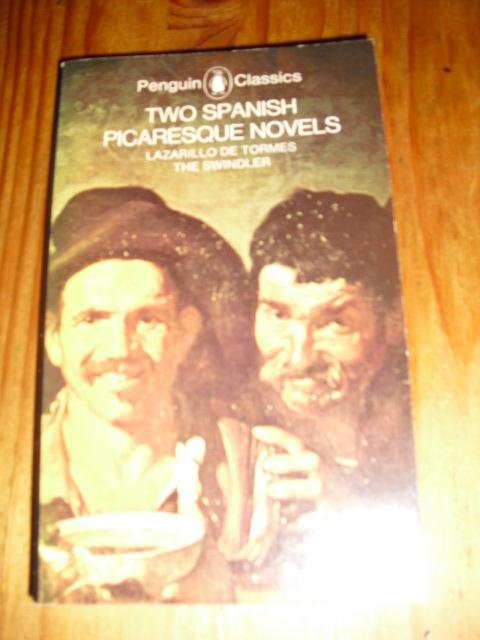 Penguin Classics
TWO SPANISH
PICARESQUE NOVELS
LAZARILLO DE TORMES
THE SWINDLER